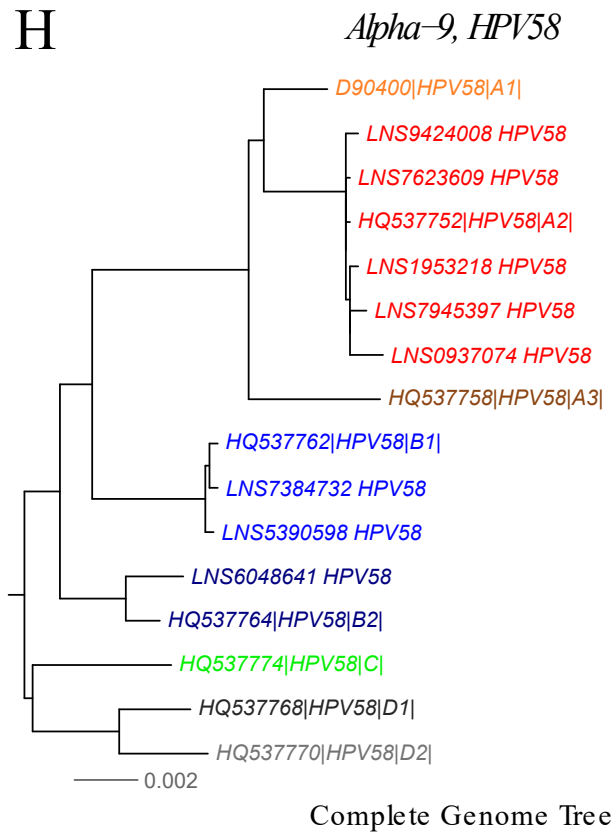 H
Alpha−9, HPV58
D90400|HPV58|A1|
LNS9424008 HPV58
LNS7623609 HPV58
HQ537752|HPV58|A2|
LNS1953218 HPV58
LNS7945397 HPV58
LNS0937074 HPV58
HQ537758|HPV58|A3|
HQ537762|HPV58|B1|
LNS7384732 HPV58
LNS5390598 HPV58
LNS6048641 HPV58
HQ537764|HPV58|B2|
HQ537774|HPV58|C|
HQ537768|HPV58|D1|
HQ537770|HPV58|D2|
0.002
Complete Genome Tree